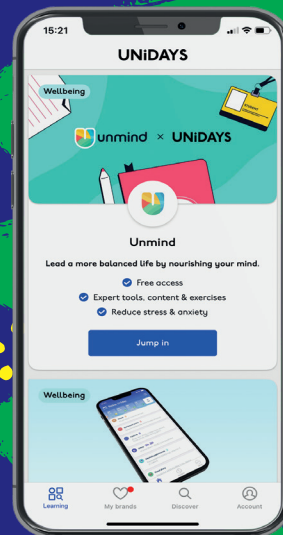 15:21
UNiDAYS
Wellbeing
unmind × UNiDAYS
Unmind
Lead a more balanced life by nourishing your mind.
Free access
Expert tools, content & exercises
Reduce stress & anxiety
Jump in
Wellbeing
Learning
My brands
Discover
Account